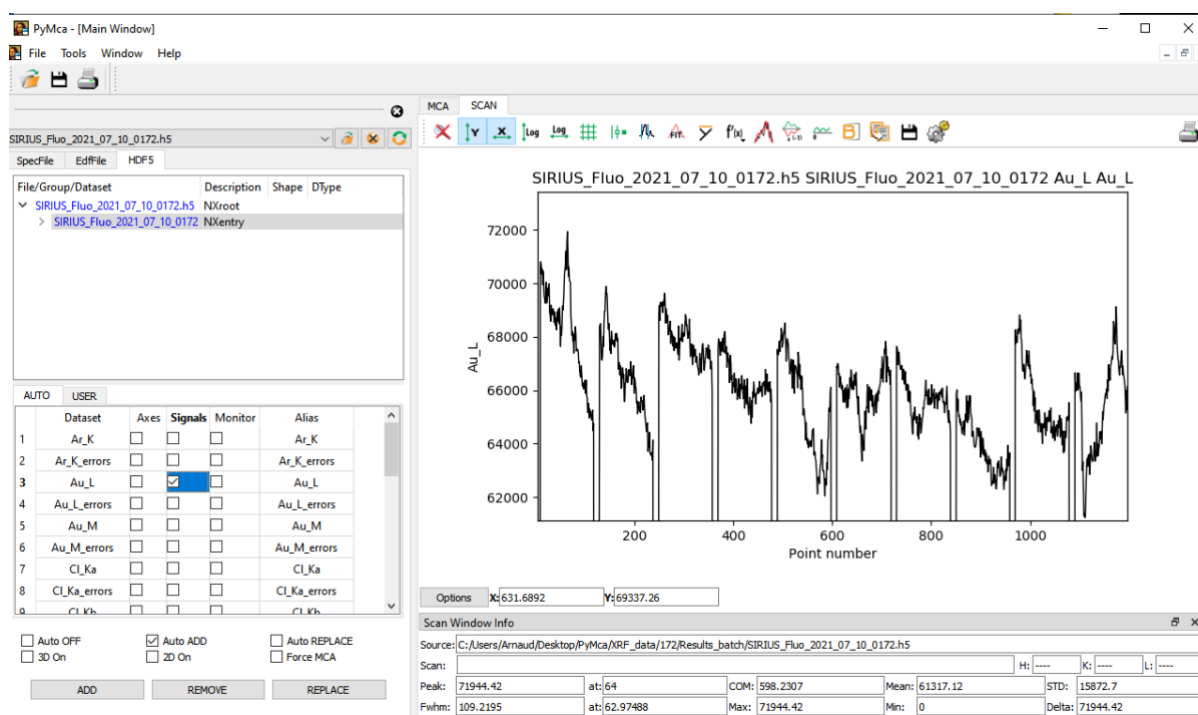 PyMca - [Main Window]
File Tools Window Help
SIRIUS_Fluo_2021_07_10_0172.h5
SpecFile EdfFile HDF5
File/Group/Dataset Description Shape DType
SIRIUS_Fluo_2021_07_10_0172.h5 NXroot
SIRIUS_Fluo_2021_07_10_0172 NXentry
AUTO USER
Dataset Axes Signals Monitor Alias
1 Ar_K Ar_K
2 Ar_K_errors Ar_K_errors
3 Au_L Au_L
4 Au_L_errors Au_L_errors
5 Au_M Au_M
6 Au_M_errors Au_M_errors
7 Cl_Ka Cl_Ka
8 Cl_Ka_errors Cl_Ka_errors
9 Cl_Kb Cl_Kb
Auto OFF Auto ADD Auto REPLACE
3D On 2D On Force MCA
ADD REMOVE REPLACE
MCA SCAN
Y X Log Log FIT
SIRIUS_Fluo_2021_07_10_0172.h5 SIRIUS_Fluo_2021_07_10_0172 Au_L Au_L
72000
70000
68000
66000
64000
62000
Au_L
200 400 600 800 1000
Point number
Options X: 631.6892 Y: 69337.26
Scan Window Info
Source: C:/Users/Arnaud/Desktop/PyMca/XRF_data/172/Results_batch/SIRIUS_Fluo_2021_07_10_0172.h5
Scan: H: ---- K: ---- L: ----
Peak: 71944.42 at: 64 COM: 598.2307 Mean: 61317.12 STD: 15872.7
Fwhm: 109.2195 at: 62.97488 Max: 71944.42 Min: 0 Delta: 71944.42